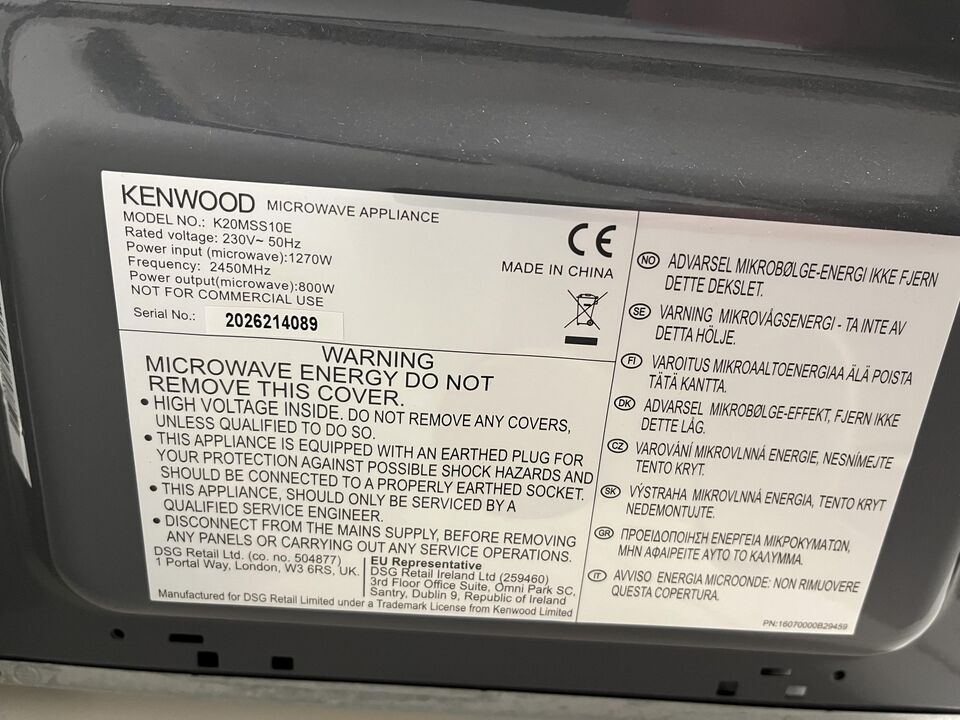 KENWOOD MICROWAVE APPLIANCE
MODEL NO.: K20MSS10E
Rated voltage: 230V~ 50Hz
Power input (microwave):1270W
Frequency: 2450MHz
Power output(microwave):800W
NOT FOR COMMERCIAL USE
Serial No.: 2026214089
CE
MADE IN CHINA
WARNING
MICROWAVE ENERGY DO NOT
REMOVE THIS COVER.
• HIGH VOLTAGE INSIDE. DO NOT REMOVE ANY COVERS,
UNLESS QUALIFIED TO DO SO.
• THIS APPLIANCE IS EQUIPPED WITH AN EARTHED PLUG FOR
YOUR PROTECTION AGAINST POSSIBLE SHOCK HAZARDS AND
SHOULD BE CONNECTED TO A PROPERLY EARTHED SOCKET.
• THIS APPLIANCE, SHOULD ONLY BE SERVICED BY A
QUALIFIED SERVICE ENGINEER.
• DISCONNECT FROM THE MAINS SUPPLY, BEFORE REMOVING
ANY PANELS OR CARRYING OUT ANY SERVICE OPERATIONS.
DSG Retail Ltd. (co. no. 504877)
1 Portal Way, London, W3 6RS, UK.
EU Representative
DSG Retail Ireland Ltd (259460)
3rd Floor Office Suite, Omni Park SC,
Santry, Dublin 9, Republic of Ireland
Manufactured for DSG Retail Limited under a Trademark License from Kenwood Limited
NO ADVARSEL MIKROBØLGE-ENERGI IKKE FJERN
DETTE DEKSLET.
SE VARNING MIKROVÅGSENERGI - TA INTE AV
DETTA HÖLJE.
FI VAROITUS MIKROAALTOENERGIAA ÄLÄ POISTA
TÄTÄ KANTTA.
DK ADVARSEL MIKROBØLGE-EFFEKT, FJERN IKKE
DETTE LÅG.
CZ VAROVÁNÍ MIKROVLNNÁ ENERGIE, NESNÍMEJTE
TENTO KRYT.
SK VÝSTRAHA MIKROVLNNÁ ENERGIA, TENTO KRYT
NEDEMONTUJTE.
GR ΠΡΟΕΙΔΟΠΟΙΗΣΗ ΕΝΕΡΓΕΙΑ ΜΙΚΡΟΚΥΜΑΤΩΝ,
ΜΗΝ ΑΦΑΙΡΕΙΤΕ ΑΥΤΟ ΤΟ ΚΑΛΥΜΜΑ.
IT AVVISO ENERGIA MICROONDE: NON RIMUOVERE
QUESTA COPERTURA.
PN:16070000B29459